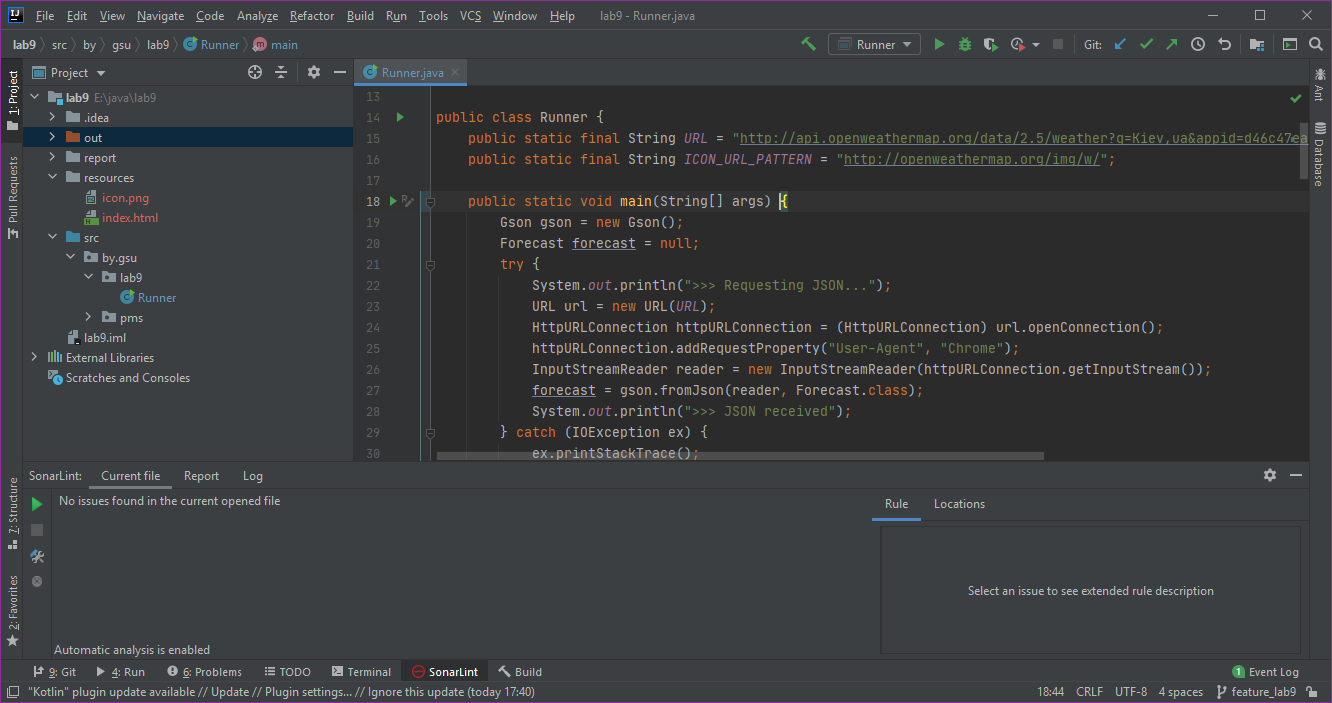 File Edit View Navigate Code Analyze Refactor Build Run Tools VCS Window Help lab9 - Runner.java
lab9 src by gsu lab9 Runner main Runner Git:
Project Runner.java
1: Project
Pull Requests
7: Structure
2: Favorites
lab9 E:\java\lab9
.idea
out
report
resources
icon.png
index.html
src
by.gsu
lab9
Runner
pms
lab9.iml
External Libraries
Scratches and Consoles
13
14 public class Runner {
15 public static final String URL = "http://api.openweathermap.org/data/2.5/weather?q=Kiev,ua&appid=d46c47ea
16 public static final String ICON_URL_PATTERN = "http://openweathermap.org/img/w/";
17
18 public static void main(String[] args) {
19 Gson gson = new Gson();
20 Forecast forecast = null;
21 try {
22 System.out.println(">>> Requesting JSON...");
23 URL url = new URL(URL);
24 HttpURLConnection httpURLConnection = (HttpURLConnection) url.openConnection();
25 httpURLConnection.addRequestProperty("User-Agent", "Chrome");
26 InputStreamReader reader = new InputStreamReader(httpURLConnection.getInputStream());
27 forecast = gson.fromJson(reader, Forecast.class);
28 System.out.println(">>> JSON received");
29 } catch (IOException ex) {
30 ex.printStackTrace();
Ant
Database
SonarLint: Current file Report Log
No issues found in the current opened file
Rule Locations
Select an issue to see extended rule description
Automatic analysis is enabled
9: Git 4: Run 6: Problems TODO Terminal SonarLint Build 1 Event Log
"Kotlin" plugin update available // Update // Plugin settings... // Ignore this update (today 17:40) 18:44 CRLF UTF-8 4 spaces feature_lab9